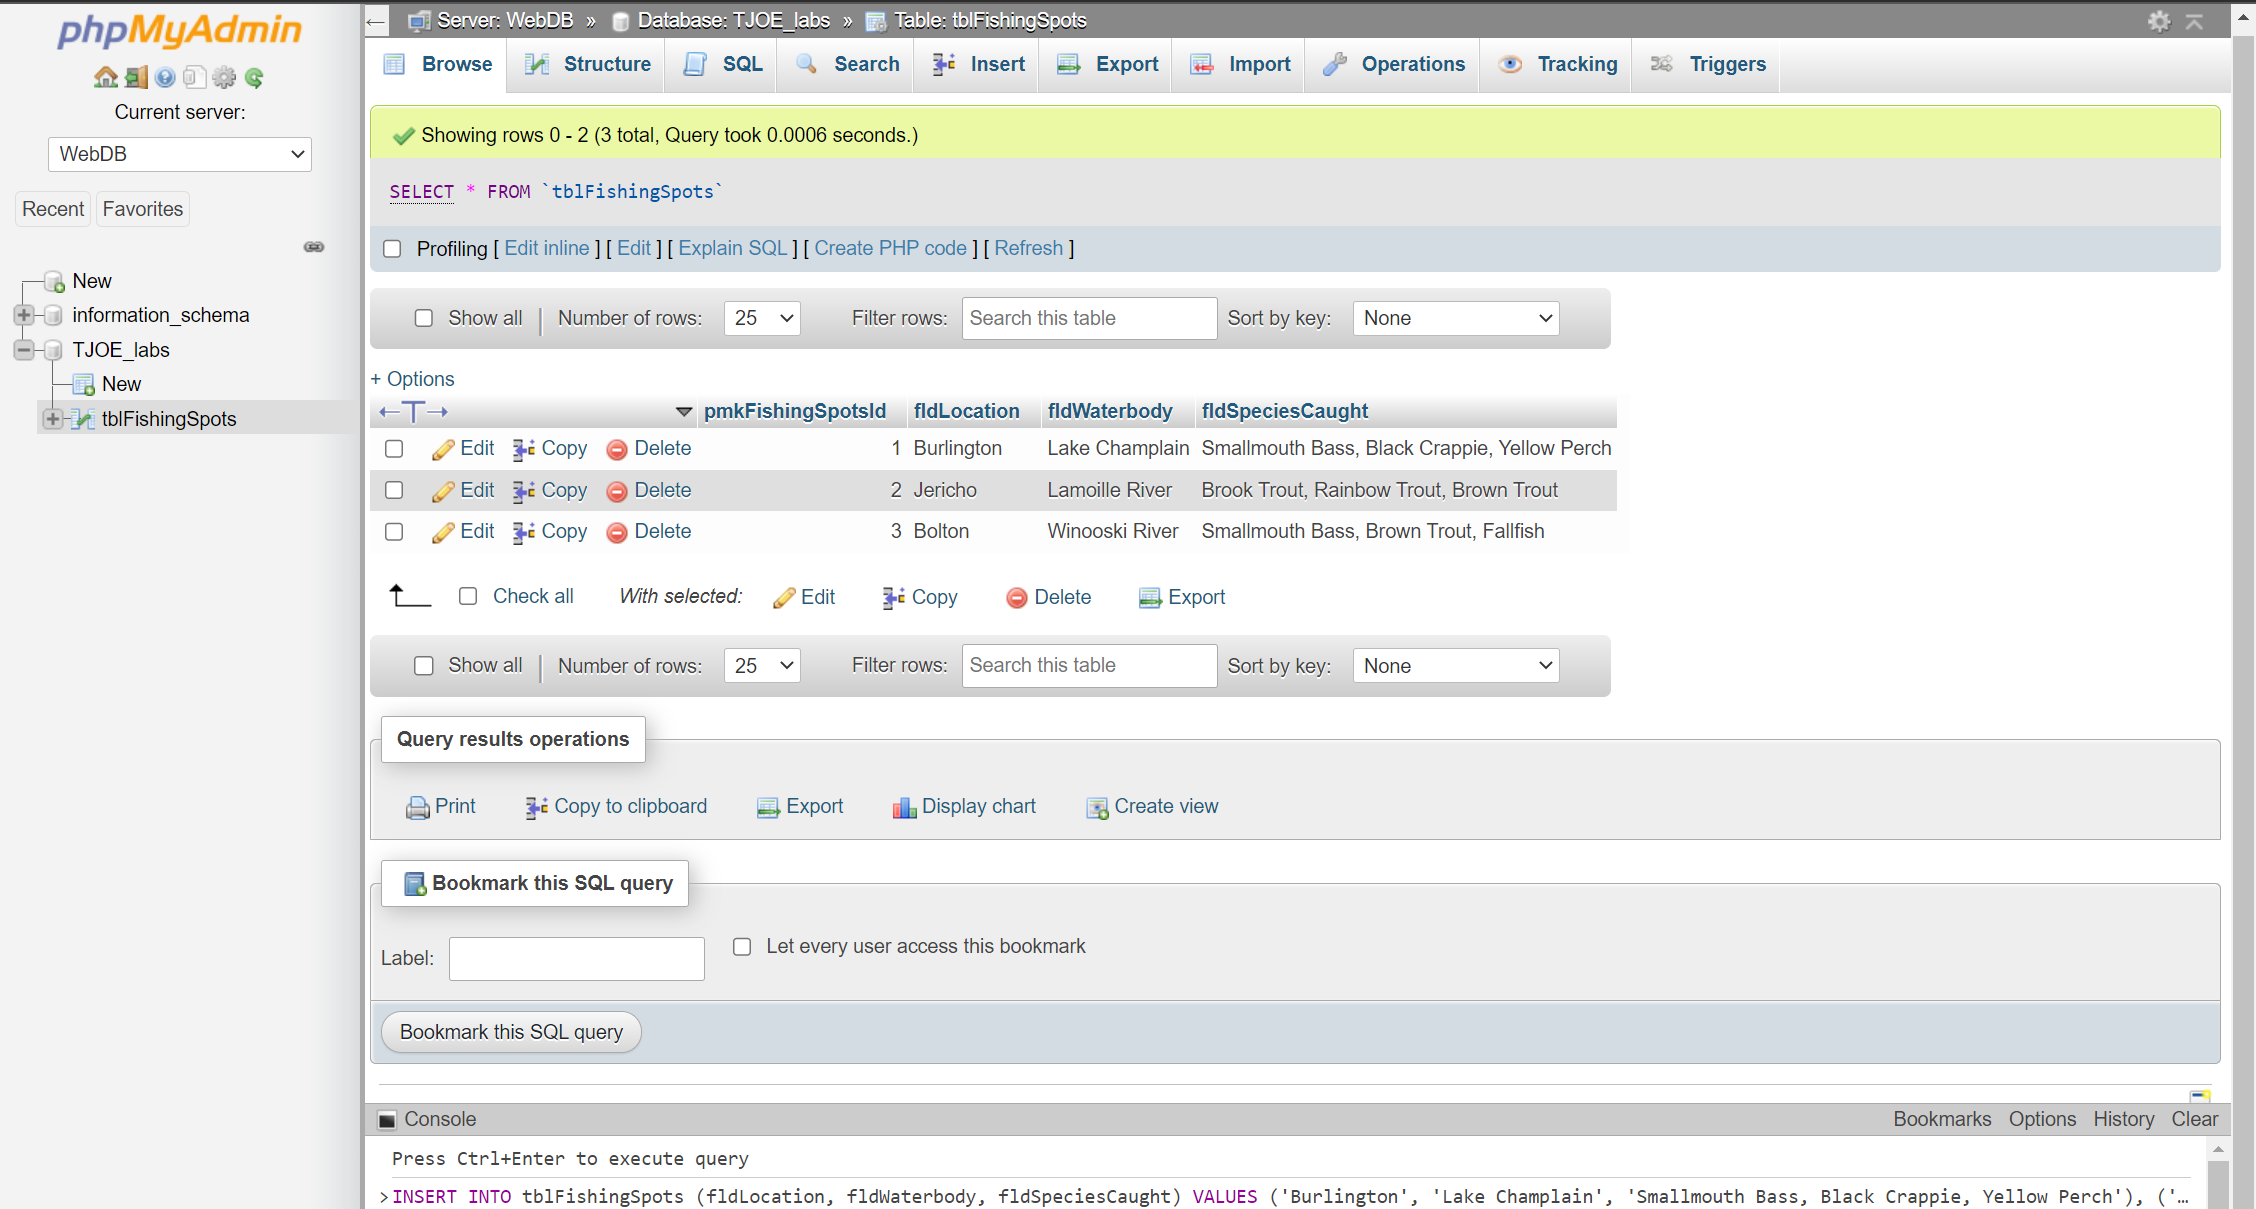 phpMyAdmin
Current server:
WebDB
Recent Favorites
New
information_schema
TJOE_labs
New
tblFishingSpots
← Server: WebDB » Database: TJOE_labs » Table: tblFishingSpots
Browse Structure SQL Search Insert Export Import Operations Tracking Triggers
Showing rows 0 - 2 (3 total, Query took 0.0006 seconds.)
SELECT * FROM `tblFishingSpots`
Profiling [ Edit inline ] [ Edit ] [ Explain SQL ] [ Create PHP code ] [ Refresh ]
Show all | Number of rows: 25 Filter rows: Search this table Sort by key: None
+ Options
←T→ pmkFishingSpotsId fldLocation fldWaterbody fldSpeciesCaught
Edit Copy Delete 1 Burlington Lake Champlain Smallmouth Bass, Black Crappie, Yellow Perch
Edit Copy Delete 2 Jericho Lamoille River Brook Trout, Rainbow Trout, Brown Trout
Edit Copy Delete 3 Bolton Winooski River Smallmouth Bass, Brown Trout, Fallfish
Check all With selected: Edit Copy Delete Export
Show all | Number of rows: 25 Filter rows: Search this table Sort by key: None
Query results operations
Print Copy to clipboard Export Display chart Create view
Bookmark this SQL query
Label: Let every user access this bookmark
Bookmark this SQL query
Console Bookmarks Options History Clear
Press Ctrl+Enter to execute query
>INSERT INTO tblFishingSpots (fldLocation, fldWaterbody, fldSpeciesCaught) VALUES ('Burlington', 'Lake Champlain', 'Smallmouth Bass, Black Crappie, Yellow Perch'), ('…